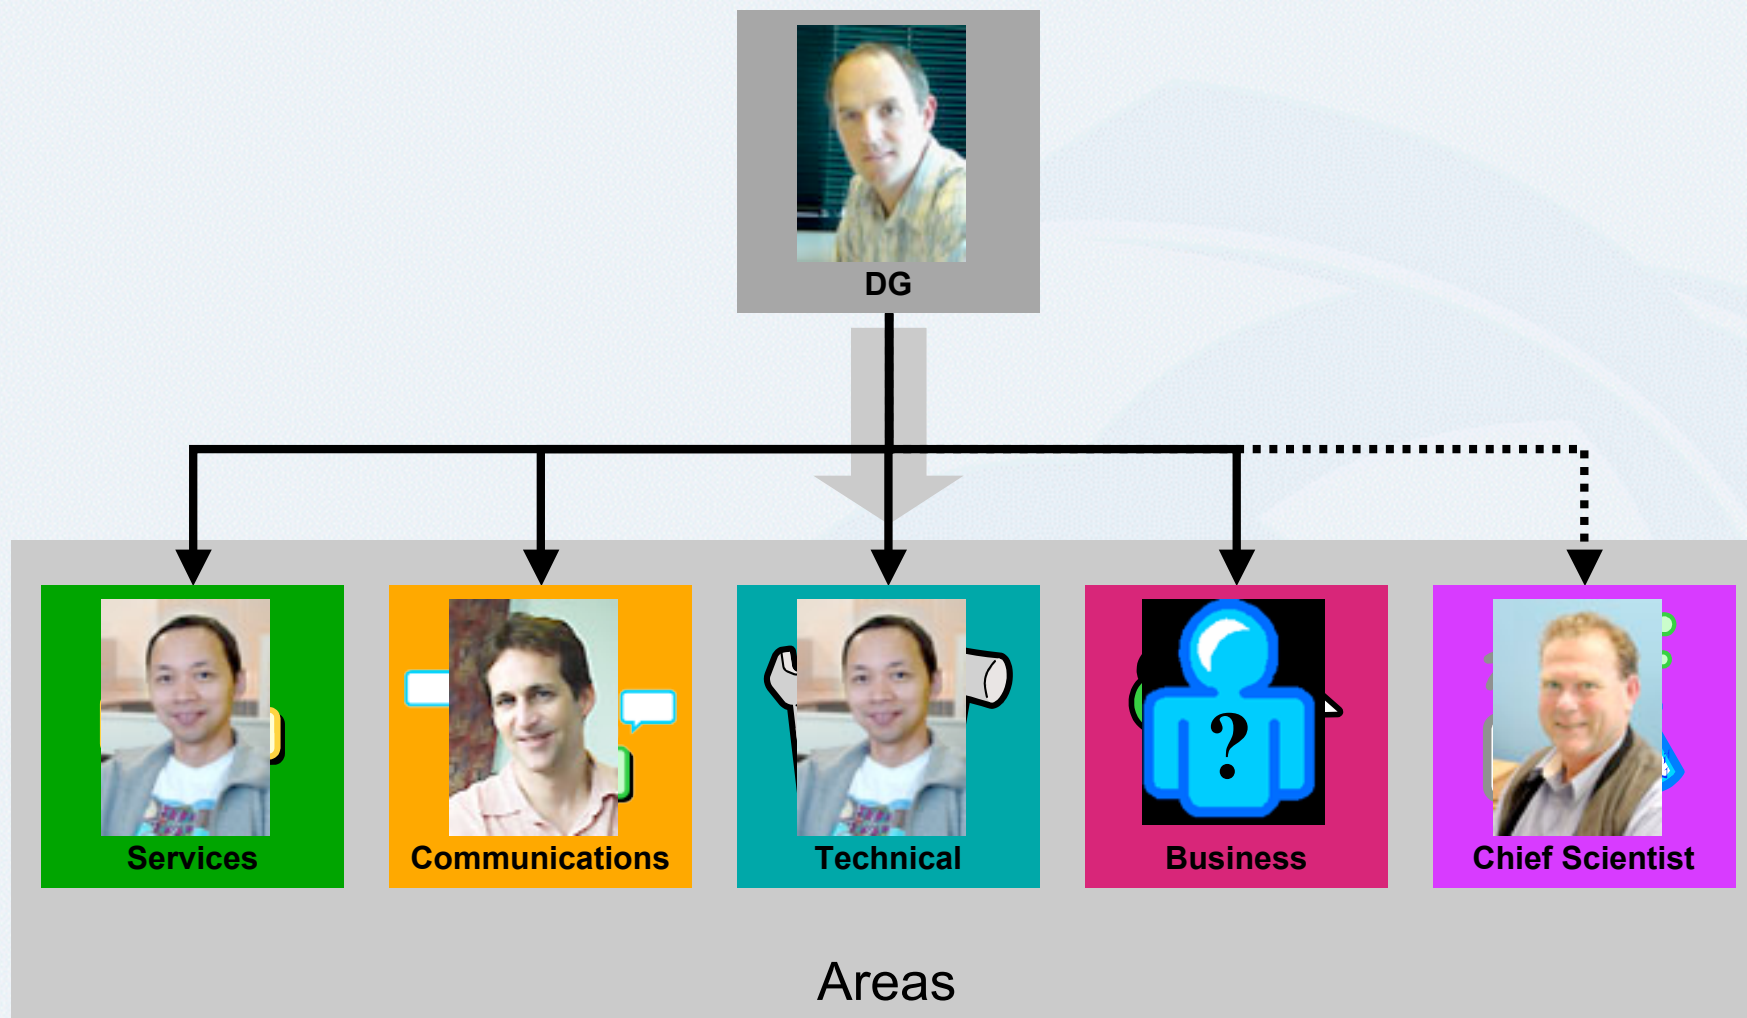 DG
Services
Communications
Technical
?
Business
Chief Scientist
Areas